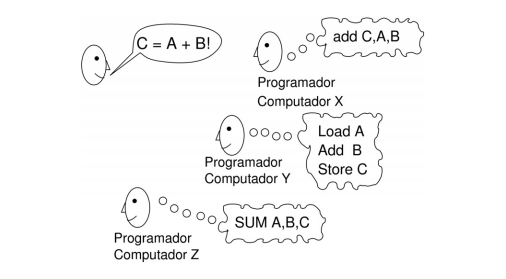 C = A + B!
add C,A,B
Programador
Computador X
Load A
Add B
Store C
Programador
Computador Y
SUM A,B,C
Programador
Computador Z